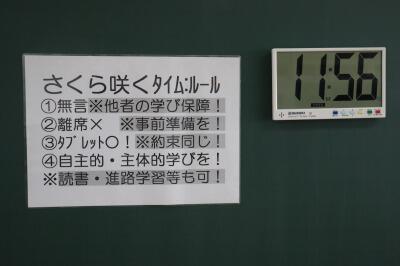 さくら咲くﾀｲﾑ:ﾙｰﾙ
①無言※他者の学び保障！
②離席×　※事前準備を！
③ﾀﾌﾞﾚｯﾄ〇！※約束同じ！
④自主的・主体的学びを！
※読書・進路学習等も可！
11:56